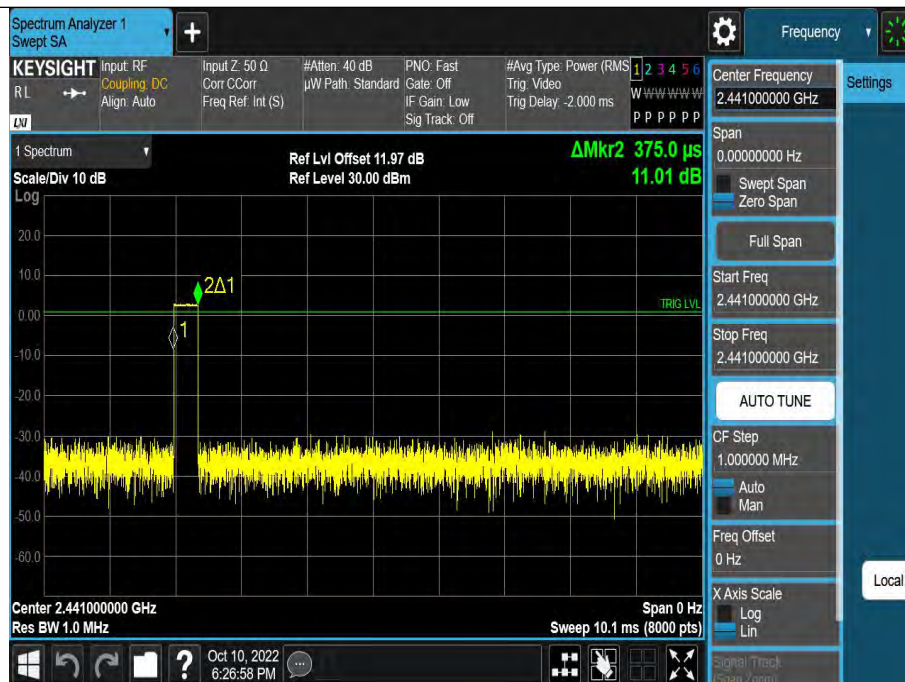 Spectrum Analyzer 1
Swept SA
+
Frequency
KEYSIGHT
RL
LXI
Input: RF
Coupling: DC
Align: Auto
Input Z: 50 Ω
Corr CCorr
Freq Ref: Int (S)
#Atten: 40 dB
µW Path: Standard
PNO: Fast
Gate: Off
IF Gain: Low
Sig Track: Off
#Avg Type: Power (RMS
Trig: Video
Trig Delay: -2.000 ms
1 2 3 4 5 6
W W W W W W
P P P P P P
Center Frequency
2.441000000 GHz
Settings
Span
0.00000000 Hz
Swept Span
Zero Span
Full Span
Start Freq
2.441000000 GHz
Stop Freq
2.441000000 GHz
AUTO TUNE
CF Step
1.000000 MHz
Auto
Man
Freq Offset
0 Hz
X Axis Scale
Log
Lin
Signal Track
(Span Zoom)
Local
1 Spectrum
Scale/Div 10 dB
Ref Lvl Offset 11.97 dB
Ref Level 30.00 dBm
ΔMkr2 375.0 µs
11.01 dB
Log
20.0
10.0
0.00
-10.0
-20.0
-30.0
-40.0
-50.0
-60.0
2Δ1
1
TRIG LVL
Center 2.441000000 GHz
Res BW 1.0 MHz
Span 0 Hz
Sweep 10.1 ms (8000 pts)
?
Oct 10, 2022
6:26:58 PM